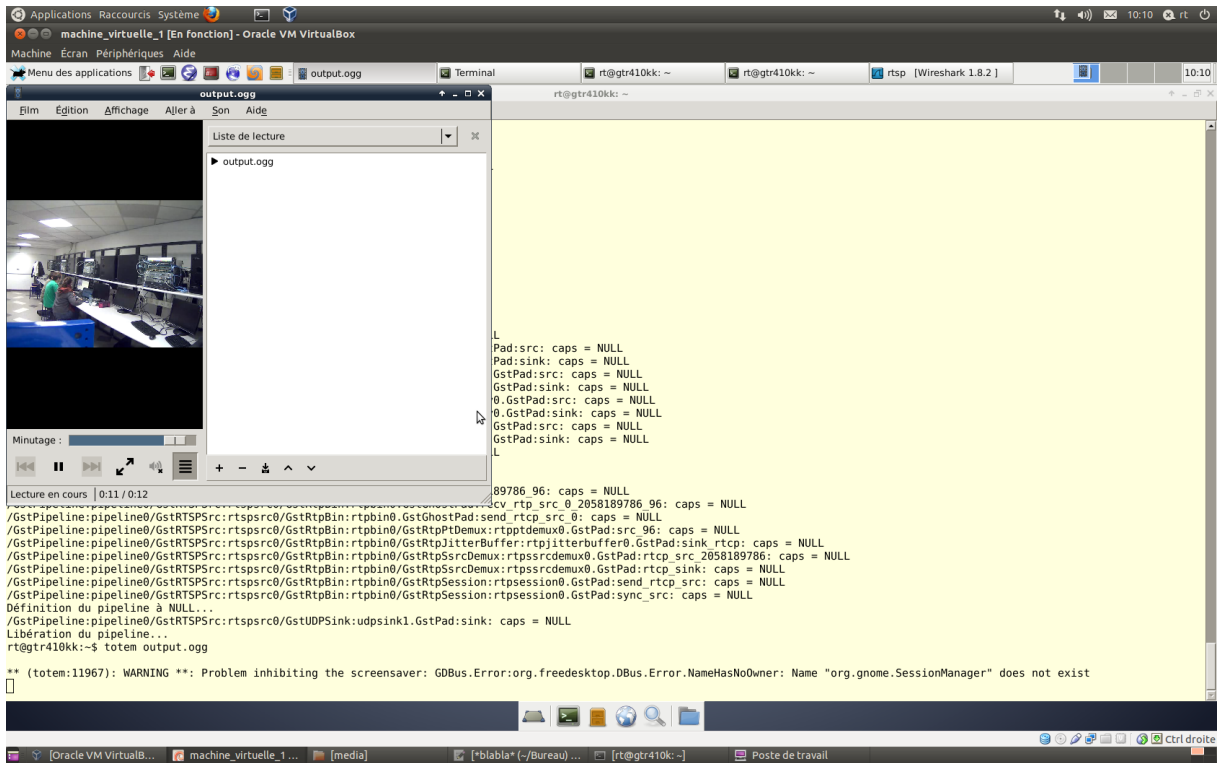 Applications Raccourcis Système 10:10 rt
machine_virtuelle_1 [En fonction] - Oracle VM VirtualBox
Machine Écran Périphériques Aide
Menu des applications output.ogg Terminal rt@gtr410kk: ~ rt@gtr410kk: ~ rtsp [Wireshark 1.8.2 ] 10:10
output.ogg rt@gtr410kk: ~
Film Édition Affichage Aller à Son Aide
Liste de lecture
output.ogg
L
Pad:src: caps = NULL
Pad:sink: caps = NULL
GstPad:src: caps = NULL
GstPad:sink: caps = NULL
0.GstPad:src: caps = NULL
0.GstPad:sink: caps = NULL
GstPad:src: caps = NULL
Minutage : GstPad:sink: caps = NULL
L
89786_96: caps = NULL
Lecture en cours 0:11 / 0:12
ecv_rtp_src_0_2058189786_96: caps = NULL
/GstPipeline:pipeline0/GstRTSPSrc:rtspsrc0/GstRtpBin:rtpbin0.GstGhostPad:send_rtcp_src_0: caps = NULL
/GstPipeline:pipeline0/GstRTSPSrc:rtspsrc0/GstRtpBin:rtpbin0/GstRtpPtDemux:rtpptdemux0.GstPad:src_96: caps = NULL
/GstPipeline:pipeline0/GstRTSPSrc:rtspsrc0/GstRtpBin:rtpbin0/GstRtpJitterBuffer:rtpjitterbuffer0.GstPad:sink_rtcp: caps = NULL
/GstPipeline:pipeline0/GstRTSPSrc:rtspsrc0/GstRtpBin:rtpbin0/GstRtpSsrcDemux:rtpssrcdemux0.GstPad:rtcp_src_2058189786: caps = NULL
/GstPipeline:pipeline0/GstRTSPSrc:rtspsrc0/GstRtpBin:rtpbin0/GstRtpSsrcDemux:rtpssrcdemux0.GstPad:rtcp_sink: caps = NULL
/GstPipeline:pipeline0/GstRTSPSrc:rtspsrc0/GstRtpBin:rtpbin0/GstRtpSession:rtpsession0.GstPad:send_rtcp_src: caps = NULL
/GstPipeline:pipeline0/GstRTSPSrc:rtspsrc0/GstRtpBin:rtpbin0/GstRtpSession:rtpsession0.GstPad:sync_src: caps = NULL
Définition du pipeline à NULL...
/GstPipeline:pipeline0/GstRTSPSrc:rtspsrc0/GstUDPSink:udpsink1.GstPad:sink: caps = NULL
Libération du pipeline...
rt@gtr410kk:~$ totem output.ogg
** (totem:11967): WARNING **: Problem inhibiting the screensaver: GDBus.Error:org.freedesktop.DBus.Error.NameHasNoOwner: Name "org.gnome.SessionManager" does not exist
Ctrl droite
[Oracle VM VirtualB... machine_virtuelle_1 ... [media] [*blabla* (~/Bureau) ... [rt@gtr410k: ~] Poste de travail